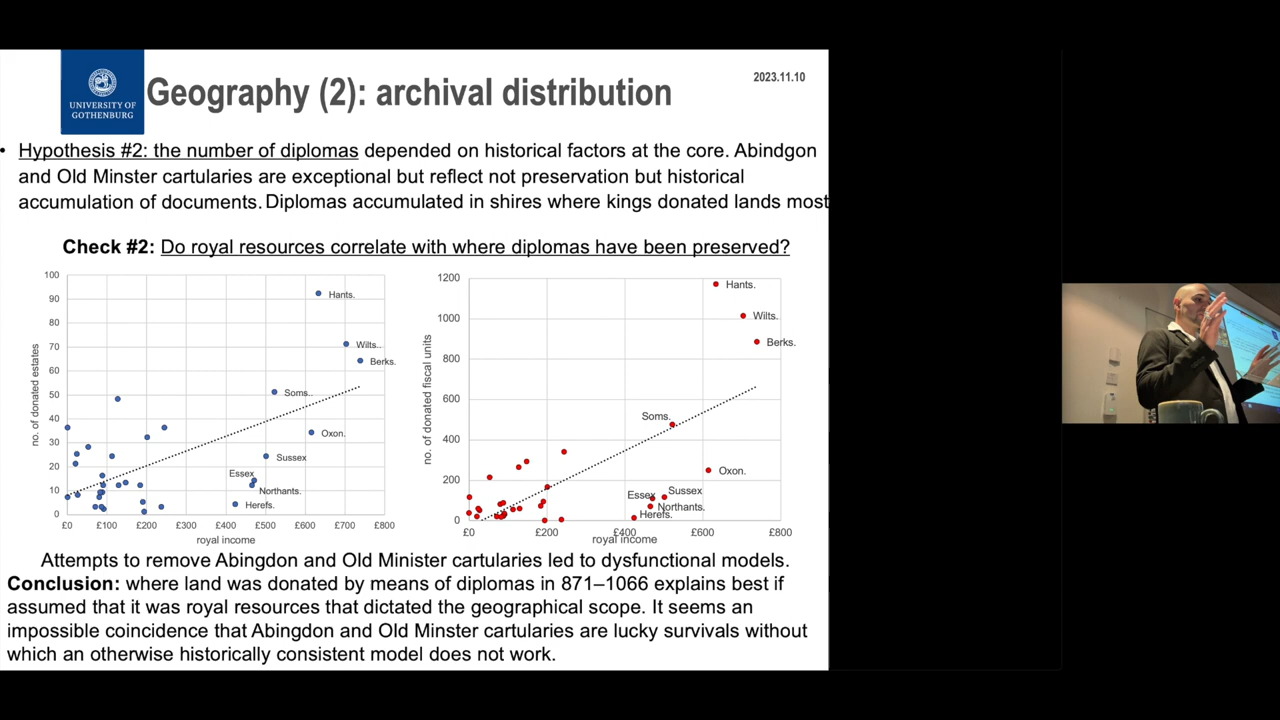 UNIVERSITY OF
GOTHENBURG
Geography (2): archival distribution
2023.11.10
• Hypothesis #2: the number of diplomas depended on historical factors at the core. Abindgon
and Old Minster cartularies are exceptional but reflect not preservation but historical
accumulation of documents. Diplomas accumulated in shires where kings donated lands most
Check #2: Do royal resources correlate with where diplomas have been preserved?
no. of donated estates
100
90
80
70
60
50
40
30
20
10
0
Hants.
Wilts..
Berks.
Soms..
Oxon.
Sussex
Essex
Northants.
Herefs.
£0 £100 £200 £300 £400 £500 £600 £700 £800
royal income
no. of donated fiscal units
1200
1000
800
600
400
200
0
Hants.
Wilts.
Berks.
Soms.
Oxon.
Sussex
Essex
Northants.
Herefs.
£0 £200 £400 £600 £800
royal income
Attempts to remove Abingdon and Old Minister cartularies led to dysfunctional models.
Conclusion: where land was donated by means of diplomas in 871–1066 explains best if
assumed that it was royal resources that dictated the geographical scope. It seems an
impossible coincidence that Abingdon and Old Minster cartularies are lucky survivals without
which an otherwise historically consistent model does not work.